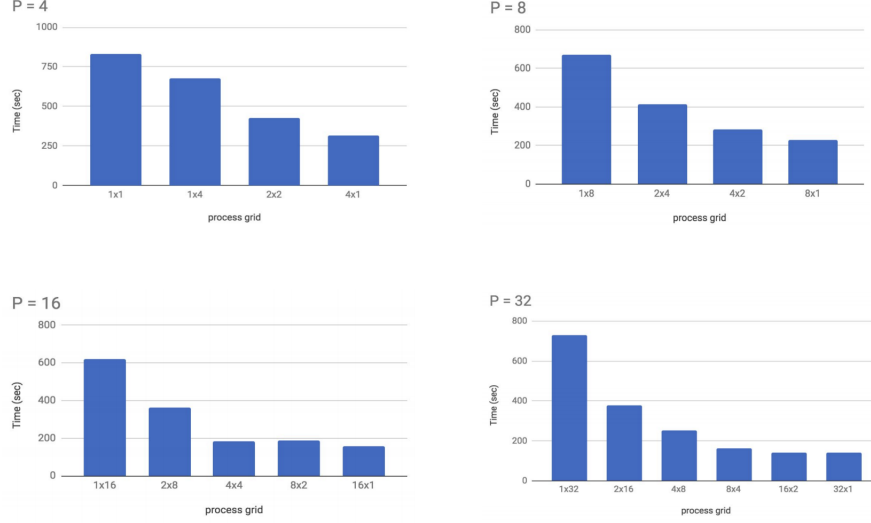 P = 4
1000
750
500
250
0
Time (sec)
1x1 1x4 2x2 4x1
process grid
P = 8
800
600
400
200
0
Time (sec)
1x8 2x4 4x2 8x1
process grid
P = 16
800
600
400
200
0
Time (sec)
1x16 2x8 4x4 8x2 16x1
process grid
P = 32
800
600
400
200
0
Time (sec)
1x32 2x16 4x8 8x4 16x2 32x1
process grid